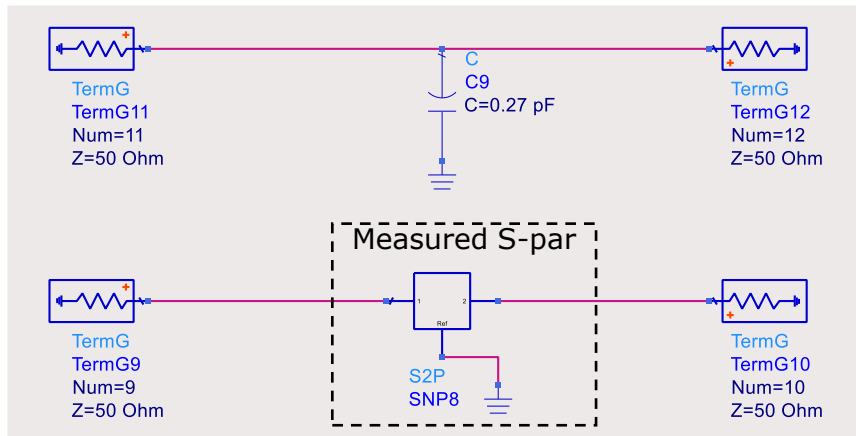 TermG
TermG11
Num=11
Z=50 Ohm
C
C9
C=0.27 pF
TermG
TermG12
Num=12
Z=50 Ohm
Measured S-par
1
2
Ref
TermG
TermG9
Num=9
Z=50 Ohm
S2P
SNP8
TermG
TermG10
Num=10
Z=50 Ohm